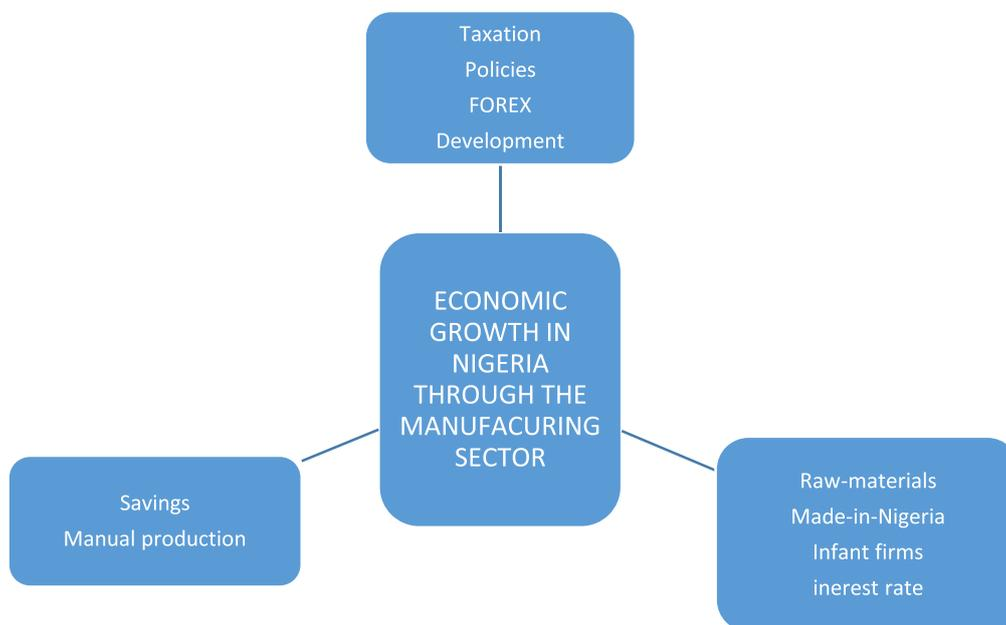 Taxation
Policies
FOREX
Development
ECONOMIC
GROWTH IN
NIGERIA
THROUGH THE
MANUFACURING
SECTOR
Savings
Manual production
Raw-materials
Made-in-Nigeria
Infant firms
inerest rate